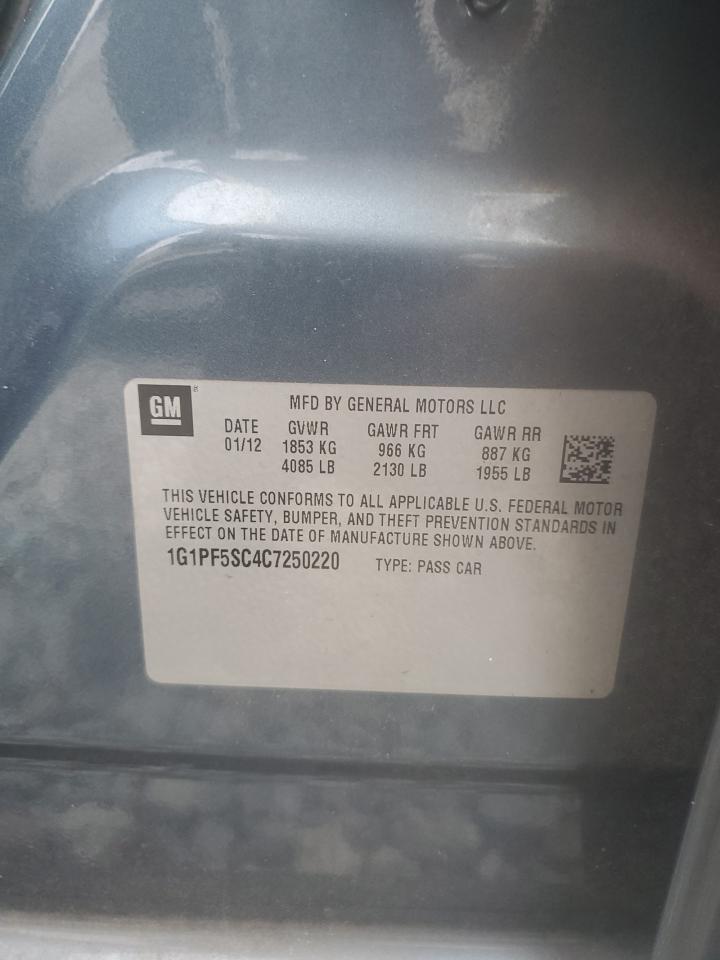 GM ®
MFD BY GENERAL MOTORS LLC
DATE GVWR GAWR FRT GAWR RR
01/12 1853 KG 966 KG 887 KG
4085 LB 2130 LB 1955 LB
THIS VEHICLE CONFORMS TO ALL APPLICABLE U.S. FEDERAL MOTOR
VEHICLE SAFETY, BUMPER, AND THEFT PREVENTION STANDARDS IN
EFFECT ON THE DATE OF MANUFACTURE SHOWN ABOVE.
1G1PF5SC4C7250220 TYPE: PASS CAR